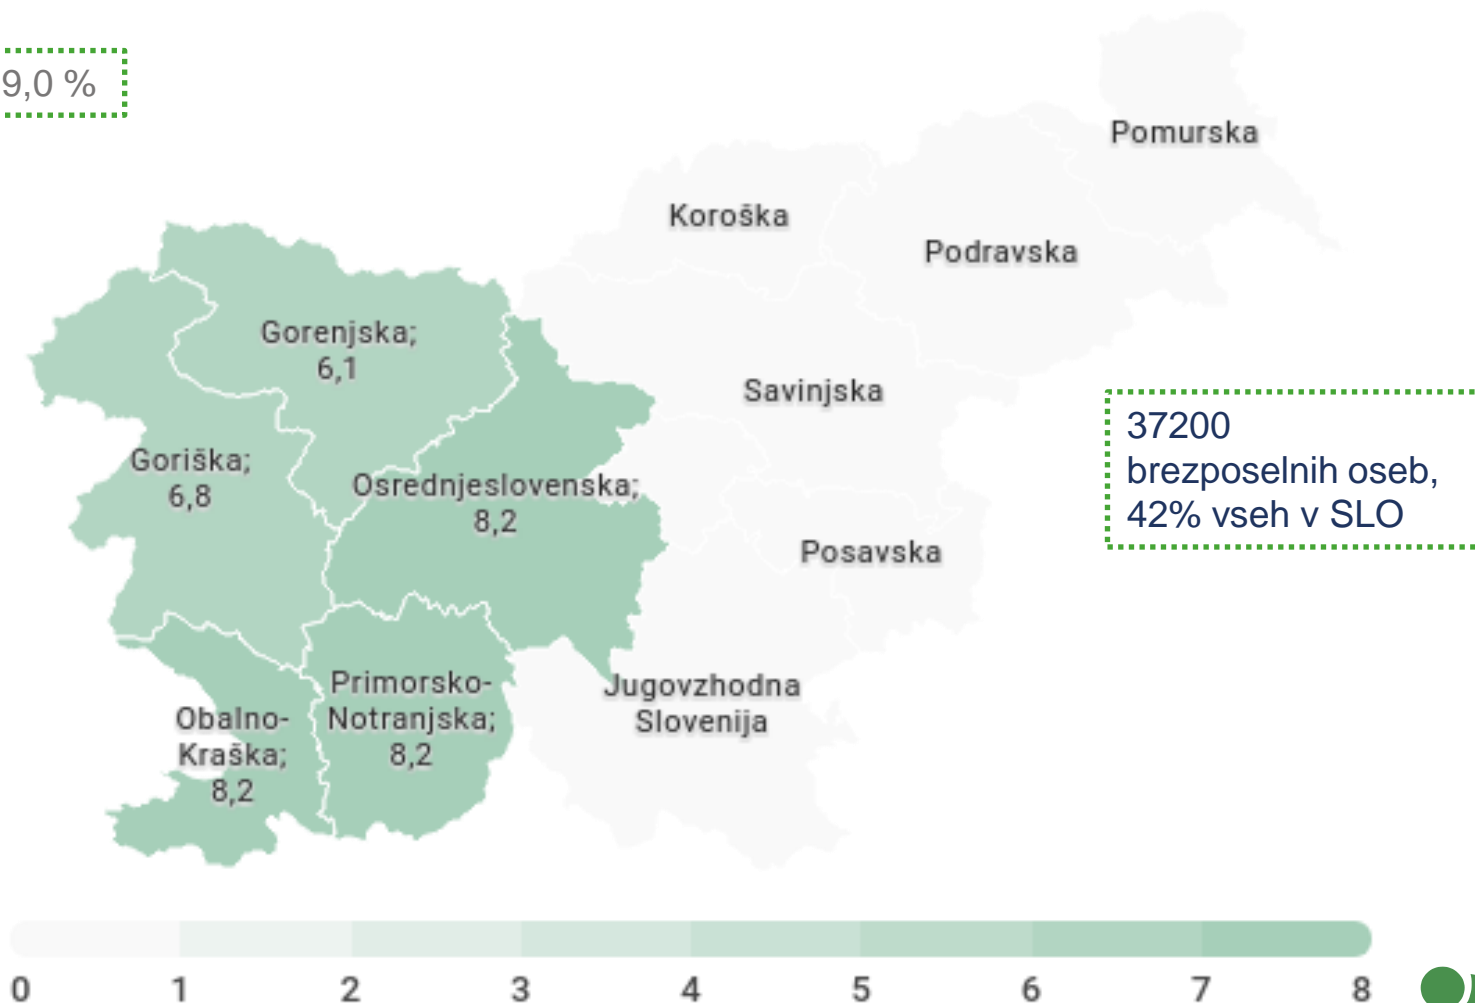 9,0 %
Pomurska
Koroška
Podravska
Gorenjska;
6,1
Savinjska
37200
brezposelnih oseb,
42% vseh v SLO
Goriška;
6,8
Osrednjeslovenska;
8,2
Posavska
Primorsko-
Notranjska;
8,2
Jugovzhodna
Slovenija
Obalno-
Kraška;
8,2
0 1 2 3 4 5 6 7 8